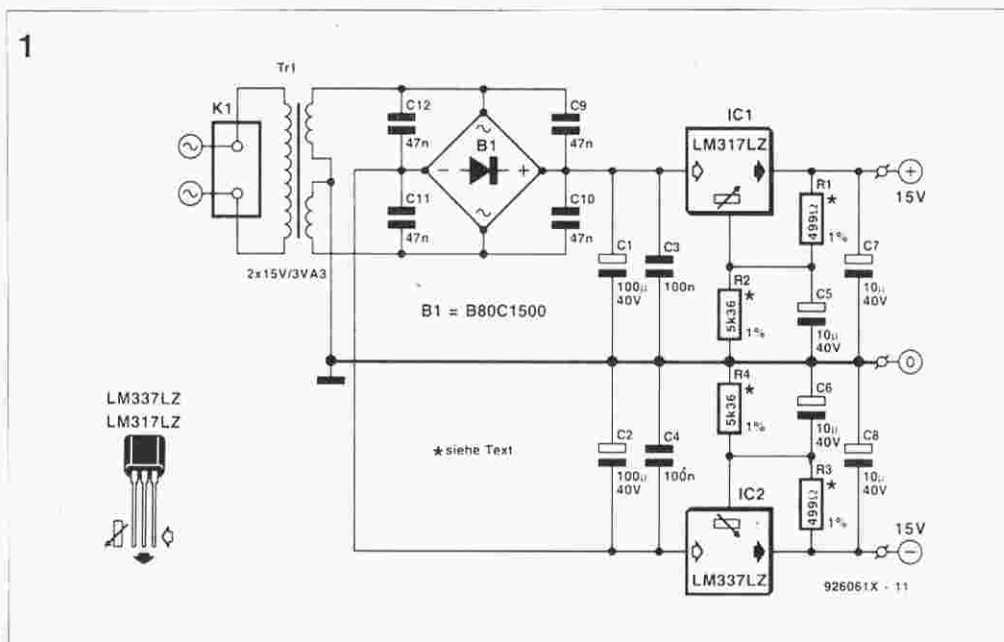 1
Tr1
K1
2x15V/3VA3
C12
47n
C9
47n
B1
C11
47n
C10
47n
B1 = B80C1500
C1
100µ
40V
C3
100n
IC1
LM317LZ
R1
*
499Ω
1%
C7
10µ
40V
+
15V
R2
*
5k36
1%
C5
10µ
40V
0
R4
*
5k36
1%
C6
10µ
40V
C2
100µ
40V
C4
100n
C8
10µ
40V
R3
*
499Ω
1%
IC2
LM337LZ
15V
−
LM337LZ
LM317LZ
*siehe Text
926061X - 11